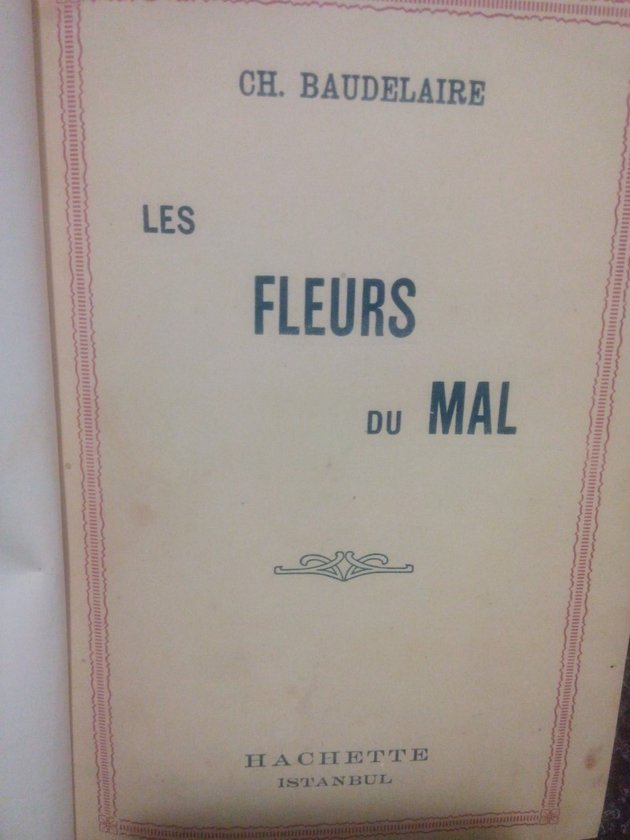 CH. BAUDELAIRE
LES
FLEURS
DU MAL
HACHETTE
ISTANBUL